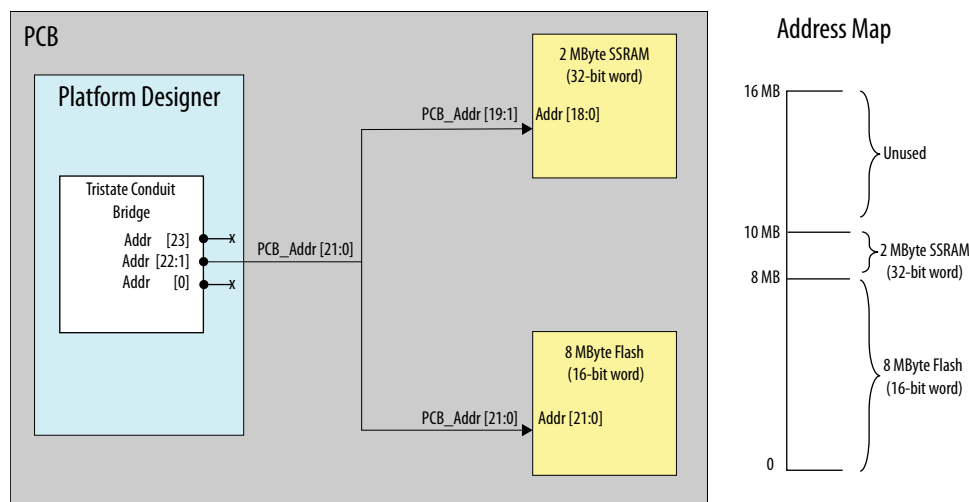 PCB
Platform Designer
Tristate Conduit
Bridge
Addr [23]
x
Addr [22:1]
Addr [0]
x
PCB_Addr [21:0]
2 MByte SSRAM
(32-bit word)
PCB_Addr [19:1]
Addr [18:0]
8 MByte Flash
(16-bit word)
PCB_Addr [21:0]
Addr [21:0]
Address Map
16 MB
Unused
10 MB
2 MByte SSRAM
(32-bit word)
8 MB
8 MByte Flash
(16-bit word)
0